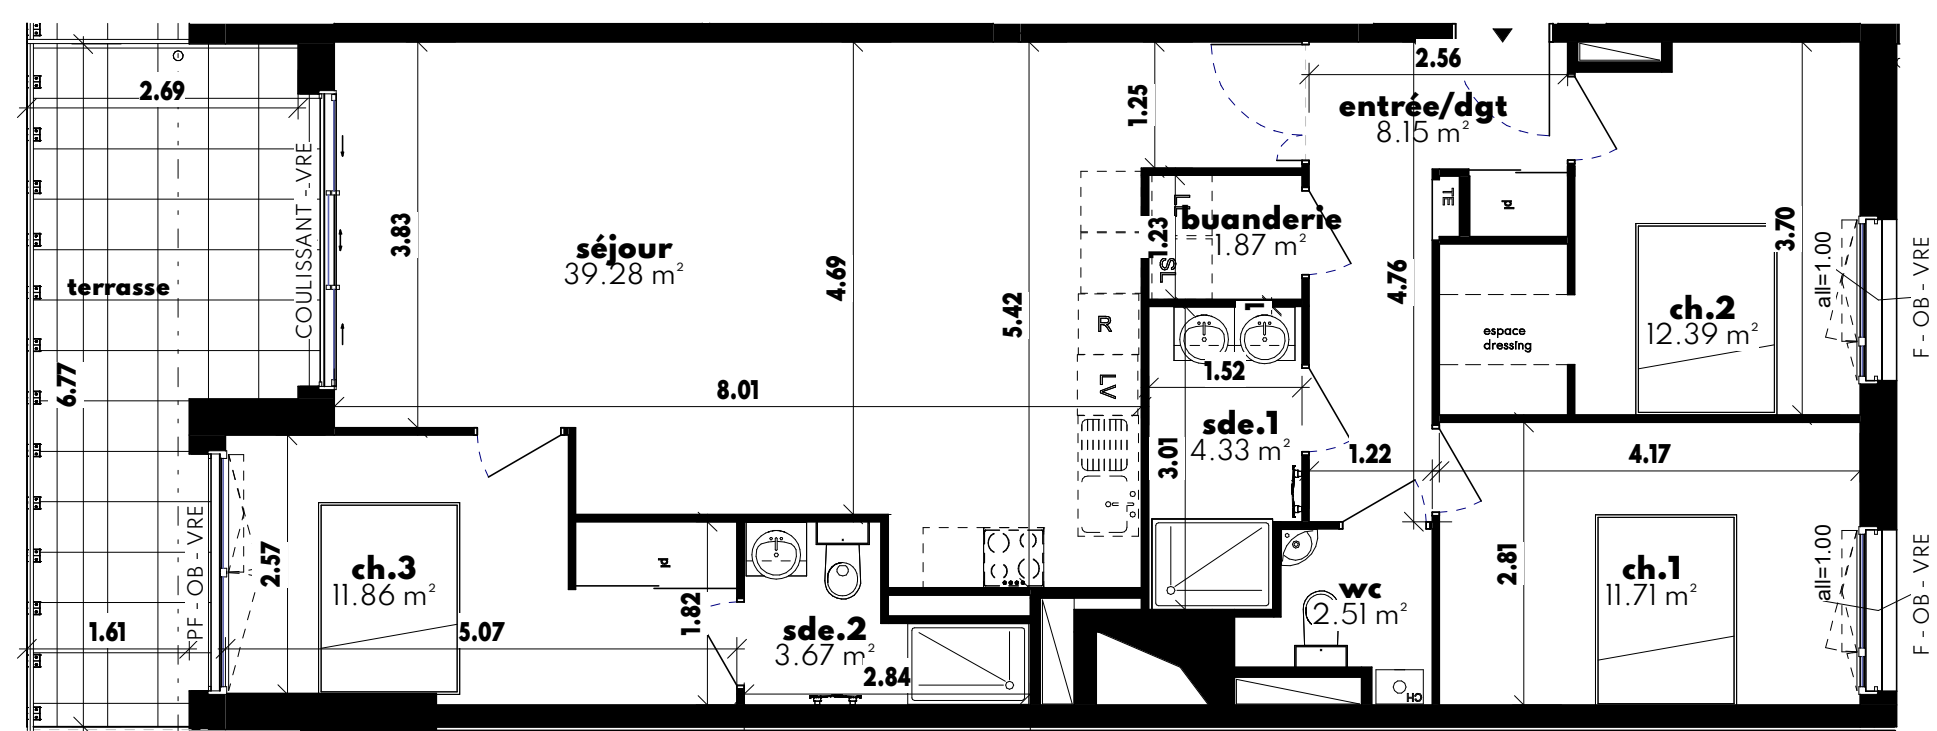 2.56
2.69
entrée/dgt
8.15 m²
1.25
COULISSANT - VRE
TE
pl
LL
buanderie
1.87 m²
1.23
SL
3.83
séjour
39.28 m²
4.69
4.76
3.70
all=1.00
F - OB - VRE
terrasse
5.42
R
1
espace
dressing
ch.2
12.39 m²
6.77
8.01
LV
1.52
sde.1
4.33 m²
3.01
1.22
4.17
PF - OB - VRE
2.57
ch.3
11.86 m²
pl
2.81
ch.1
11.71 m²
all=1.00
F - OB - VRE
wc
2.51 m²
1.61
5.07
1.82
sde.2
3.67 m²
2.84
CH